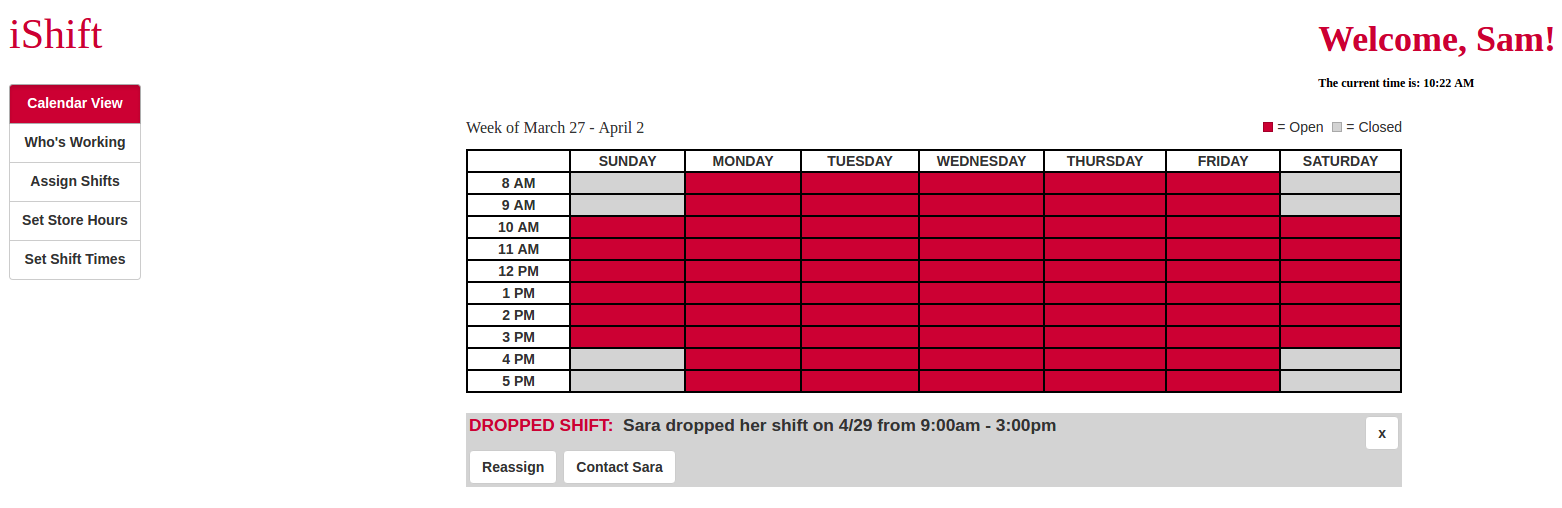 iShift
Welcome, Sam!
The current time is: 10:22 AM
Calendar View
Who's Working
Assign Shifts
Set Store Hours
Set Shift Times
Week of March 27 - April 2
= Open = Closed
SUNDAY MONDAY TUESDAY WEDNESDAY THURSDAY FRIDAY SATURDAY
8 AM
9 AM
10 AM
11 AM
12 PM
1 PM
2 PM
3 PM
4 PM
5 PM
DROPPED SHIFT: Sara dropped her shift on 4/29 from 9:00am - 3:00pm
x
Reassign Contact Sara